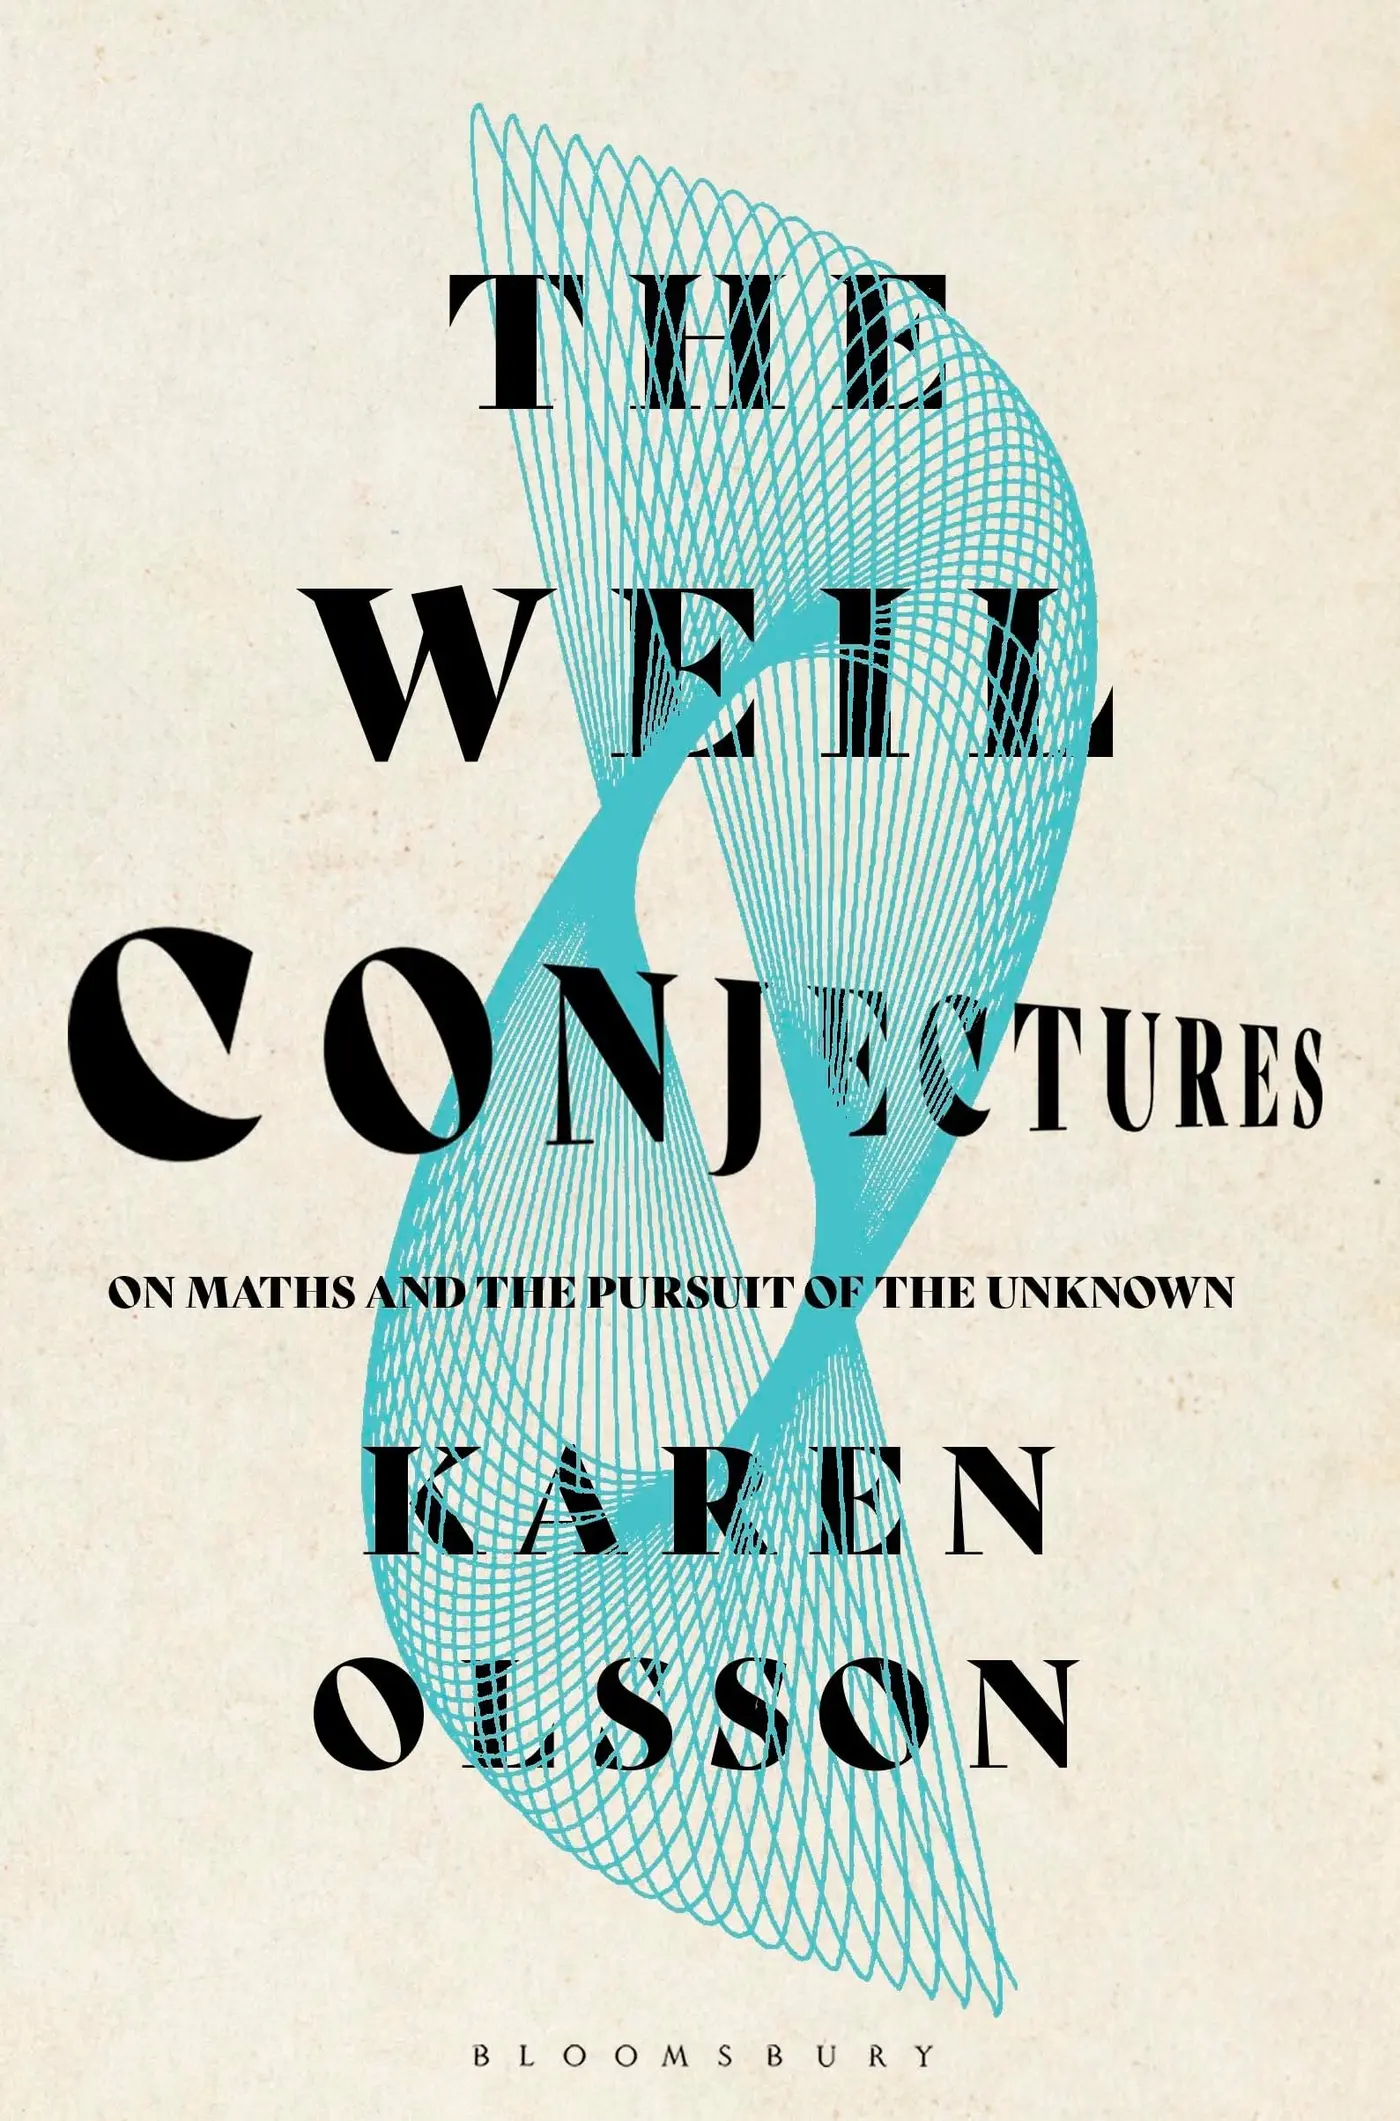 THE
WEIL
CONJECTURES
ON MATHS AND THE PURSUIT OF THE UNKNOWN
KAREN
OLSSON
BLOOMSBURY